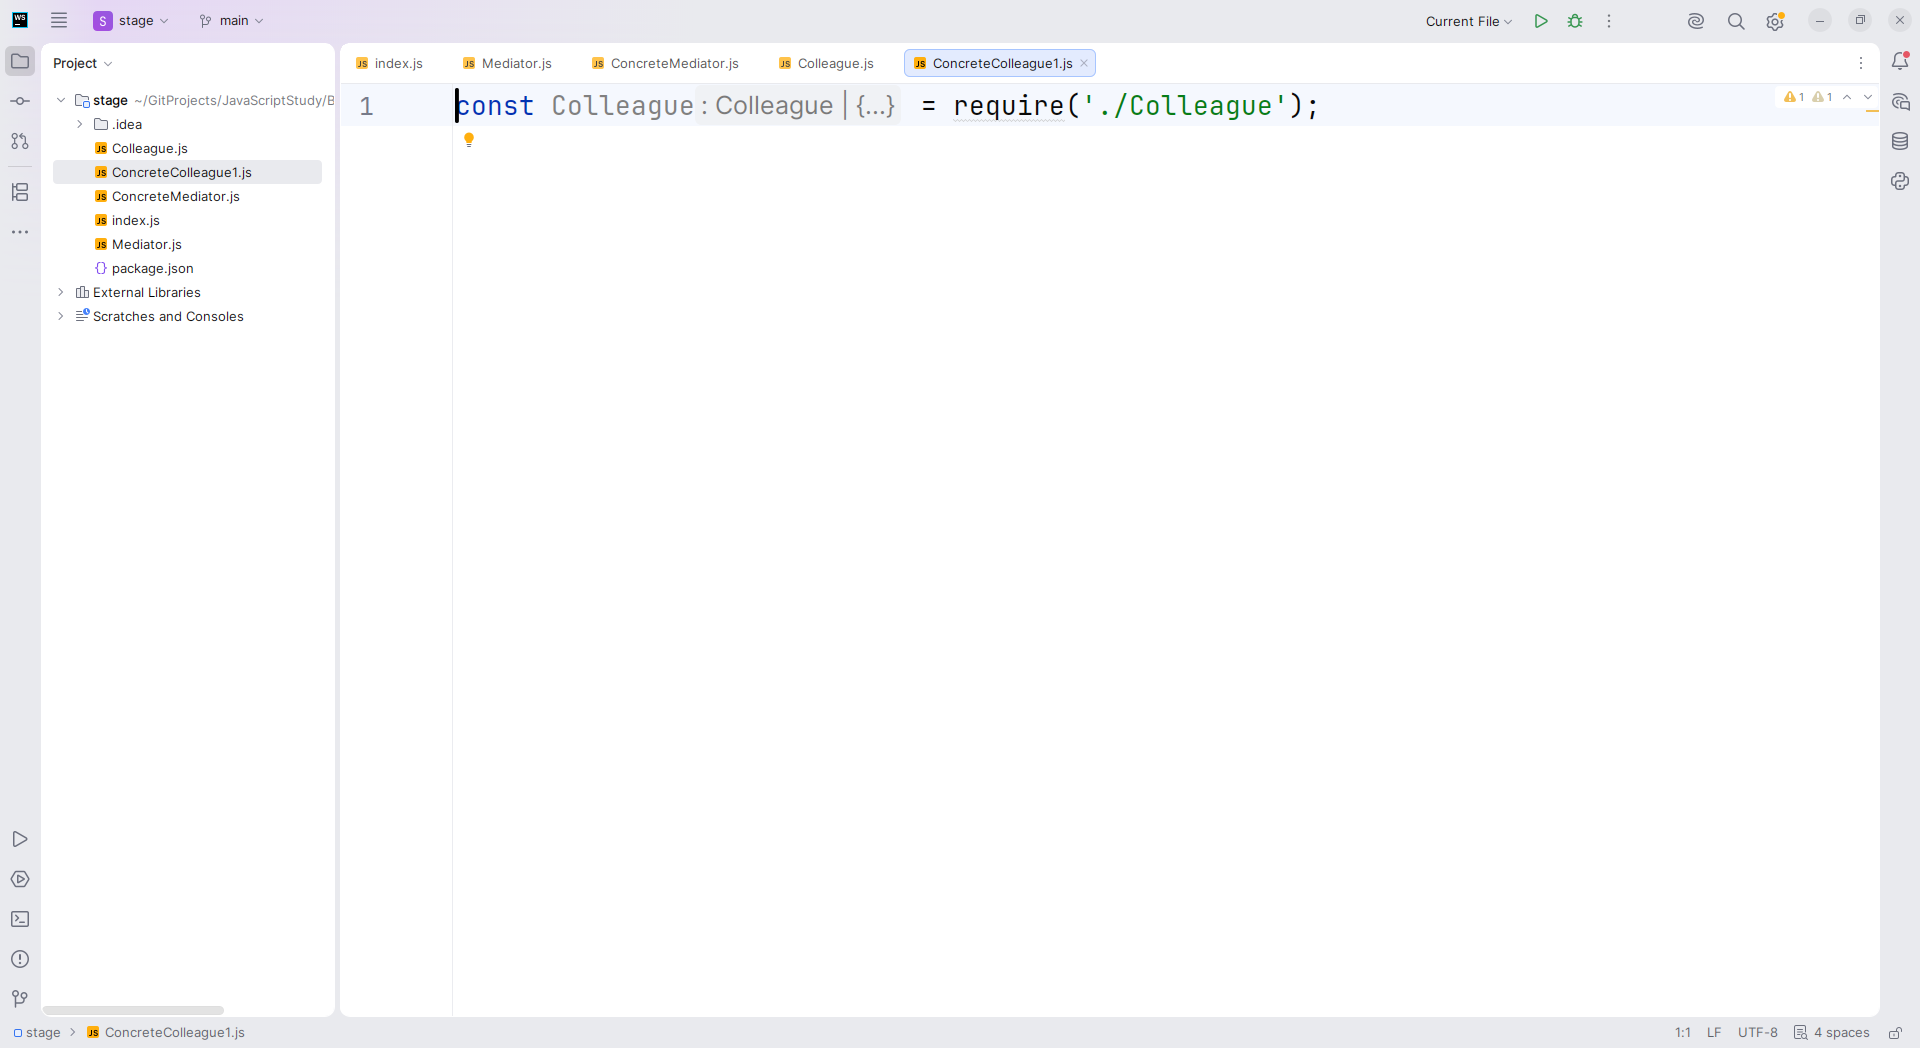 WS
S stage
main
Current File
Project
index.js
Mediator.js
ConcreteMediator.js
Colleague.js
ConcreteColleague1.js
stage ~/GitProjects/JavaScriptStudy/B
.idea
Colleague.js
ConcreteColleague1.js
ConcreteMediator.js
index.js
Mediator.js
package.json
External Libraries
Scratches and Consoles
1 const Colleague : Colleague | {...} = require('./Colleague');
1 1
stage > ConcreteColleague1.js
1:1 LF UTF-8 4 spaces